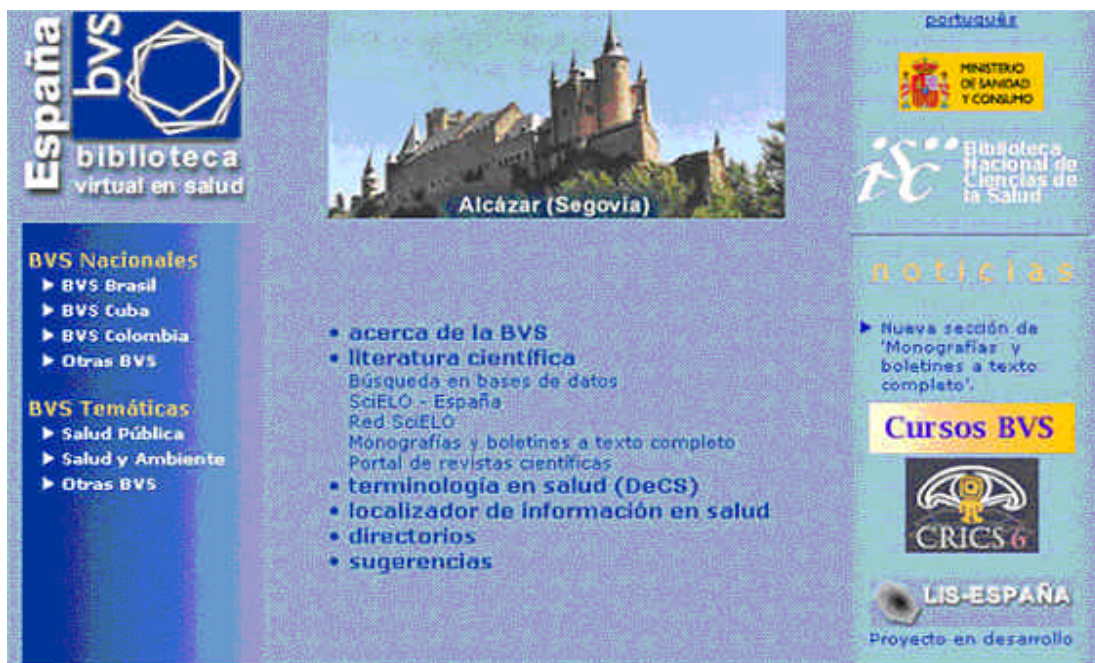 España
bvs
biblioteca
virtual en salud
Alcázar (Segovia)
português
MINISTERIO
DE SANIDAD
Y CONSUMO
isc
Biblioteca
Nacional de
Ciencias de
la Salud
BVS Nacionales
BVS Brasil
BVS Cuba
BVS Colombia
Otras BVS
BVS Temáticas
Salud Pública
Salud y Ambiente
Otras BVS
• acerca de la BVS
• literatura científica
Búsqueda en bases de datos
SciELO - España
Red SciELO
Monografías y boletines a texto completo
Portal de revistas científicas
• terminología en salud (DeCS)
• localizador de información en salud
• directorios
• sugerencias
noticias
Nueva sección de
'Monografías y
boletines a texto
completo'.
Cursos BVS
CRICS 6
LIS-ESPAÑA
Proyecto en desarrollo